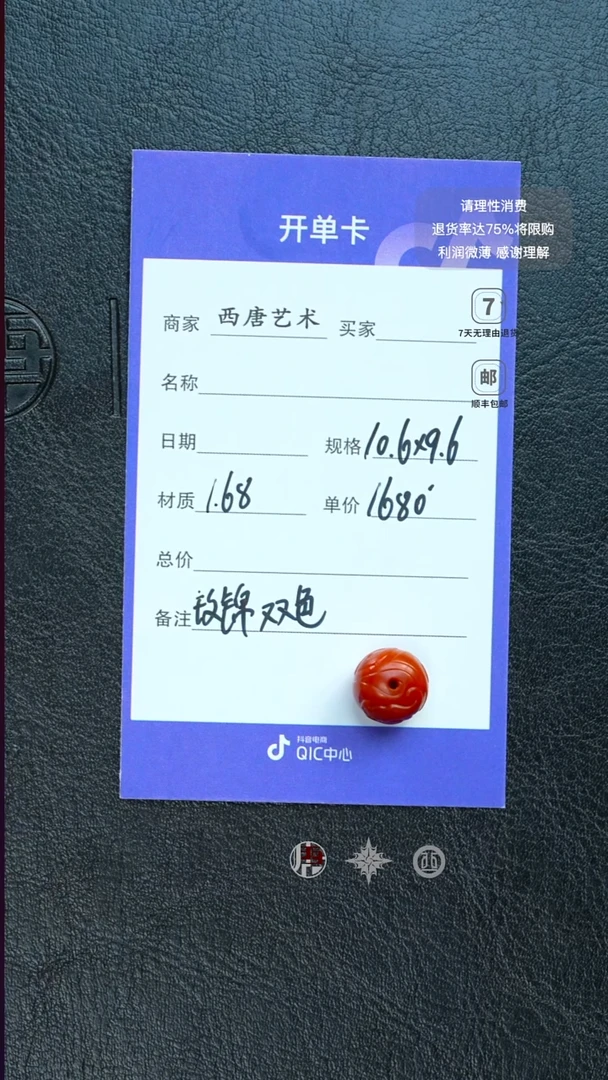 请理性消费
退货率达75%将限购
利润微薄 感谢理解
开单卡
商家 西唐艺术 买家
7
7天无理由退货
名称
邮
顺丰包邮
日期 规格 10.6x9.6
材质 1.68 单价 1680
总价
备注 玫锦 双色
抖音电商
QIC中心